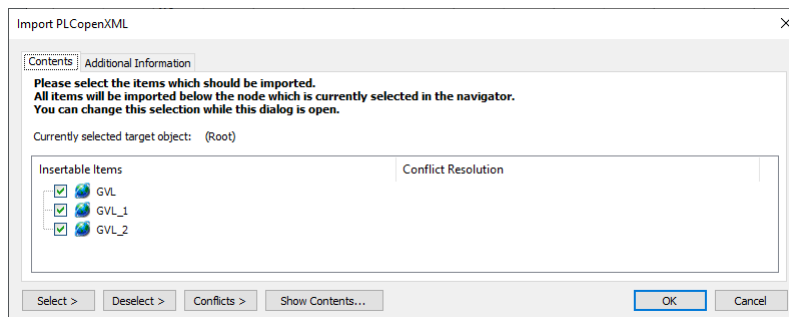 Import PLCopenXML
Contents Additional Information
Please select the items which should be imported.
All items will be imported below the node which is currently selected in the navigator.
You can change this selection while this dialog is open.
Currently selected target object: (Root)
Insertable Items Conflict Resolution
GVL
GVL_1
GVL_2
Select > Deselect > Conflicts > Show Contents... OK Cancel